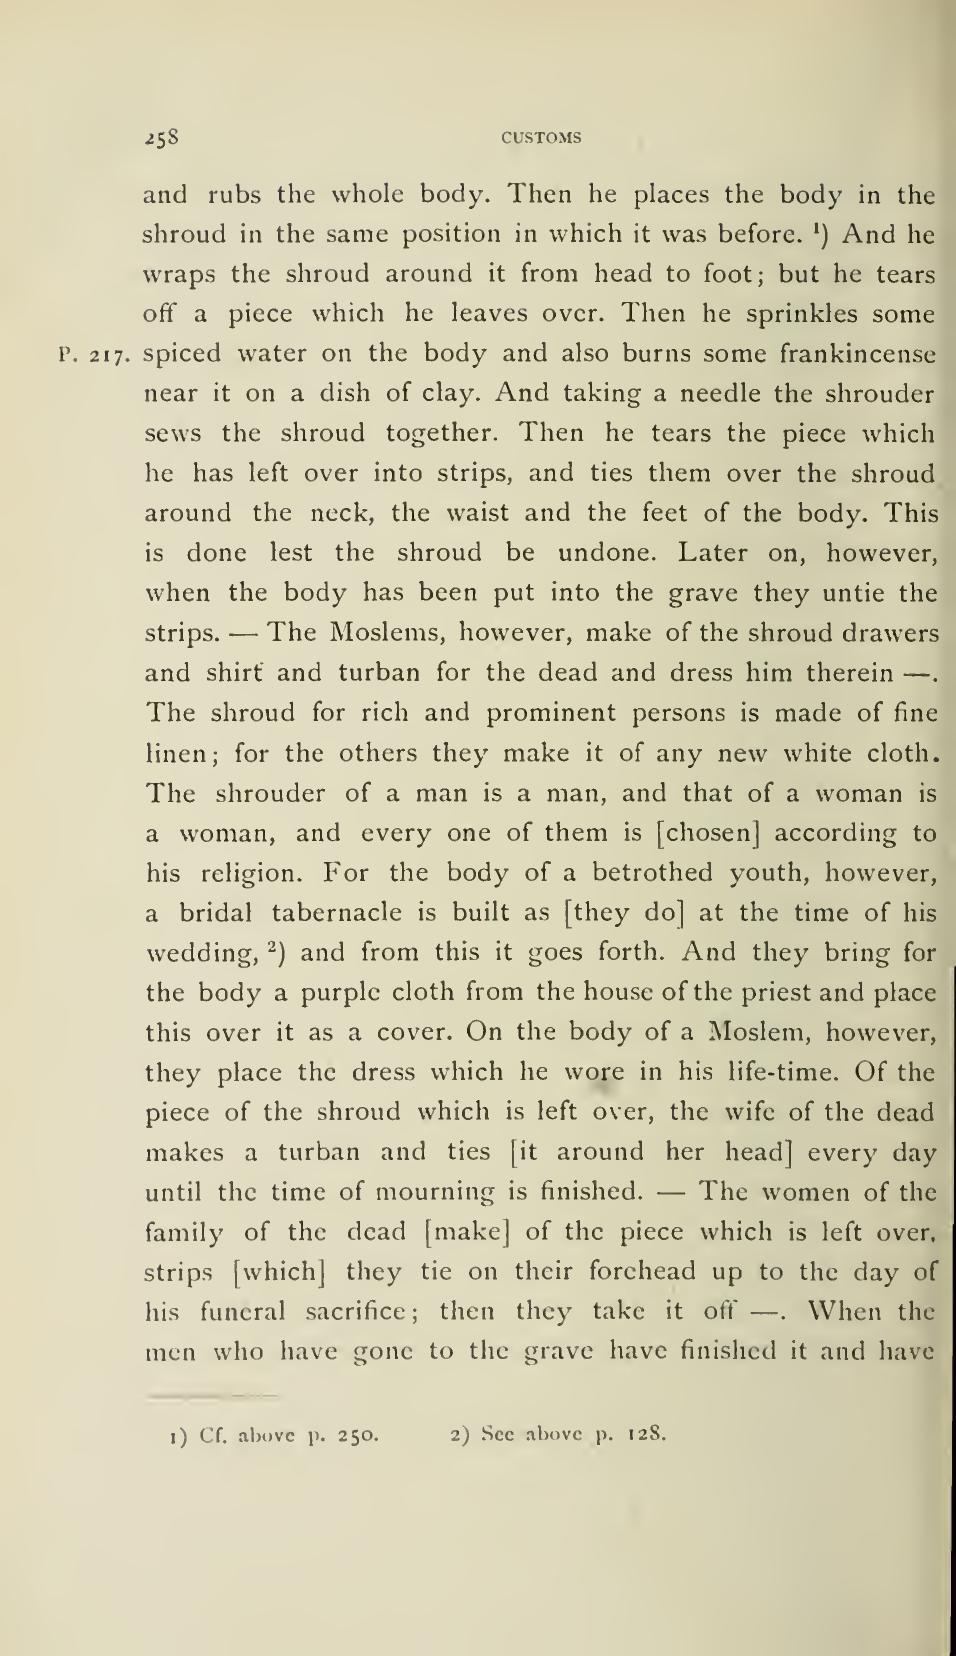 258 CUSTOMS
and rubs the whole body. Then he places the body in the
shroud in the same position in which it was before. ¹) And he
wraps the shroud around it from head to foot; but he tears
off a piece which he leaves over. Then he sprinkles some
P. 217. spiced water on the body and also burns some frankincense
near it on a dish of clay. And taking a needle the shrouder
sews the shroud together. Then he tears the piece which
he has left over into strips, and ties them over the shroud
around the neck, the waist and the feet of the body. This
is done lest the shroud be undone. Later on, however,
when the body has been put into the grave they untie the
strips. — The Moslems, however, make of the shroud drawers
and shirt and turban for the dead and dress him therein —.
The shroud for rich and prominent persons is made of fine
linen; for the others they make it of any new white cloth.
The shrouder of a man is a man, and that of a woman is
a woman, and every one of them is [chosen] according to
his religion. For the body of a betrothed youth, however,
a bridal tabernacle is built as [they do] at the time of his
wedding, ²) and from this it goes forth. And they bring for
the body a purple cloth from the house of the priest and place
this over it as a cover. On the body of a Moslem, however,
they place the dress which he wore in his life-time. Of the
piece of the shroud which is left over, the wife of the dead
makes a turban and ties [it around her head] every day
until the time of mourning is finished. — The women of the
family of the dead [make] of the piece which is left over,
strips [which] they tie on their forehead up to the day of
his funeral sacrifice; then they take it off —. When the
men who have gone to the grave have finished it and have
1) Cf. above p. 250. 2) See above p. 128.